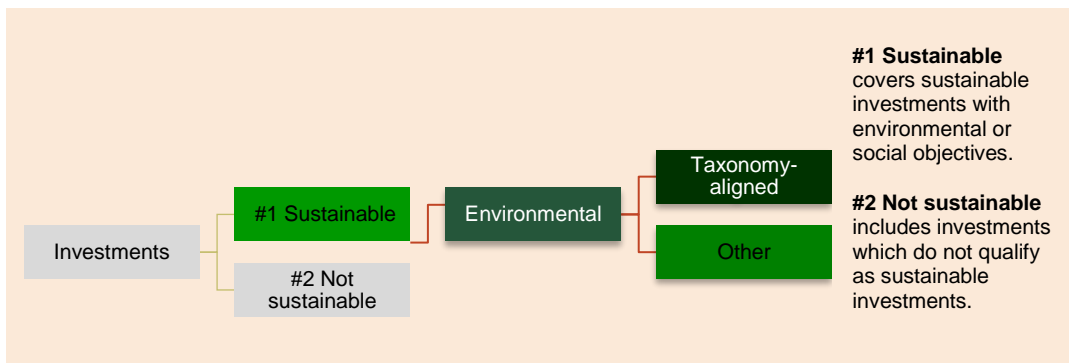 Investments
#1 Sustainable
#2 Not
sustainable
Environmental
Taxonomy-
aligned
Other
#1 Sustainable
covers sustainable
investments with
environmental or
social objectives.
#2 Not sustainable
includes investments
which do not qualify
as sustainable
investments.